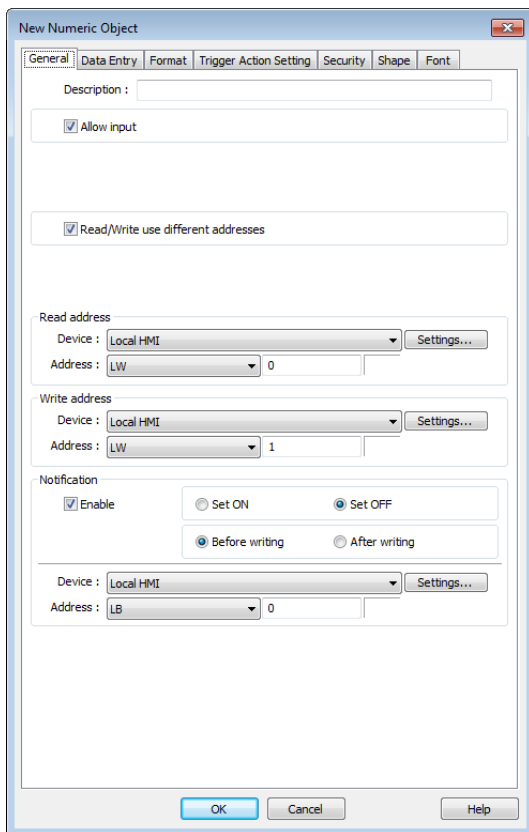 New Numeric Object
General Data Entry Format Trigger Action Setting Security Shape Font
Description :
Allow input
Read/Write use different addresses
Read address
Device : Local HMI Settings...
Address : LW 0
Write address
Device : Local HMI Settings...
Address : LW 1
Notification
Enable Set ON Set OFF
Before writing After writing
Device : Local HMI Settings...
Address : LB 0
OK Cancel Help